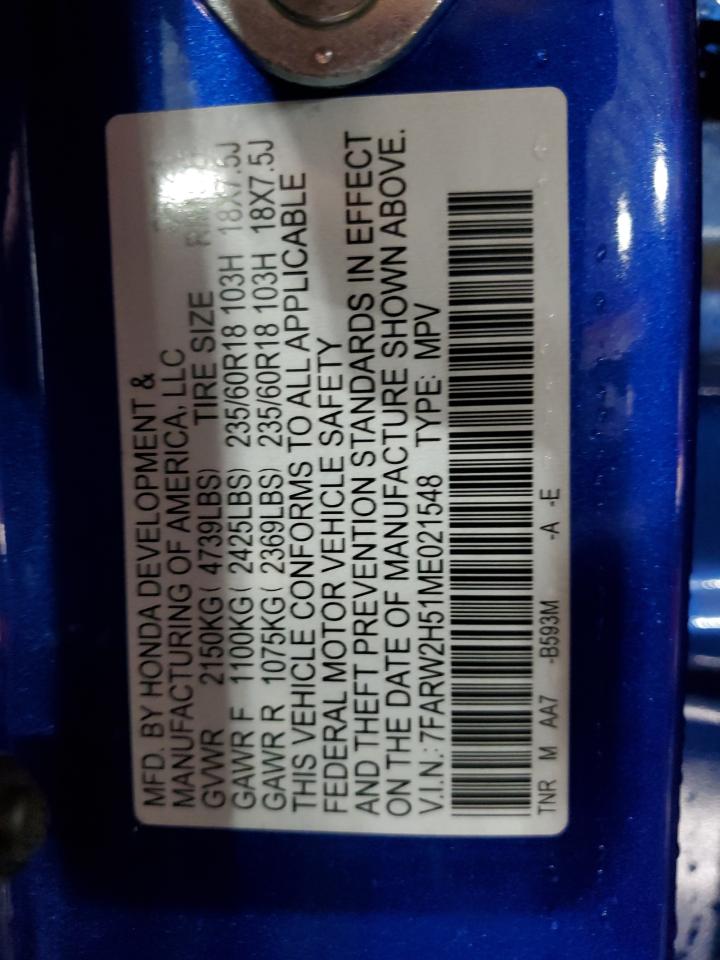 MFD. BY HONDA DEVELOPMENT &
MANUFACTURING OF AMERICA, LLC
GVWR 2150KG( 4739LBS) TIRE SIZE
GAWR F 1100KG( 2425LBS) 235/60R18 103H 18X7.5J
GAWR R 1075KG( 2369LBS) 235/60R18 103H 18X7.5J
THIS VEHICLE CONFORMS TO ALL APPLICABLE
FEDERAL MOTOR VEHICLE SAFETY
AND THEFT PREVENTION STANDARDS IN EFFECT
ON THE DATE OF MANUFACTURE SHOWN ABOVE.
V.I.N.: 7FARW2H51ME021548 TYPE: MPV
TNR M AA7 -B593M -A -E